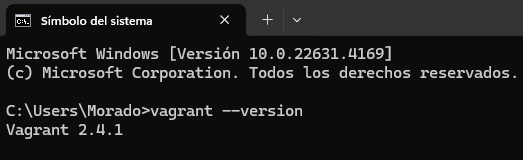 Símbolo del sistema
Microsoft Windows [Versión 10.0.22631.4169]
(c) Microsoft Corporation. Todos los derechos reservados.
C:\Users\Morado>vagrant --version
Vagrant 2.4.1